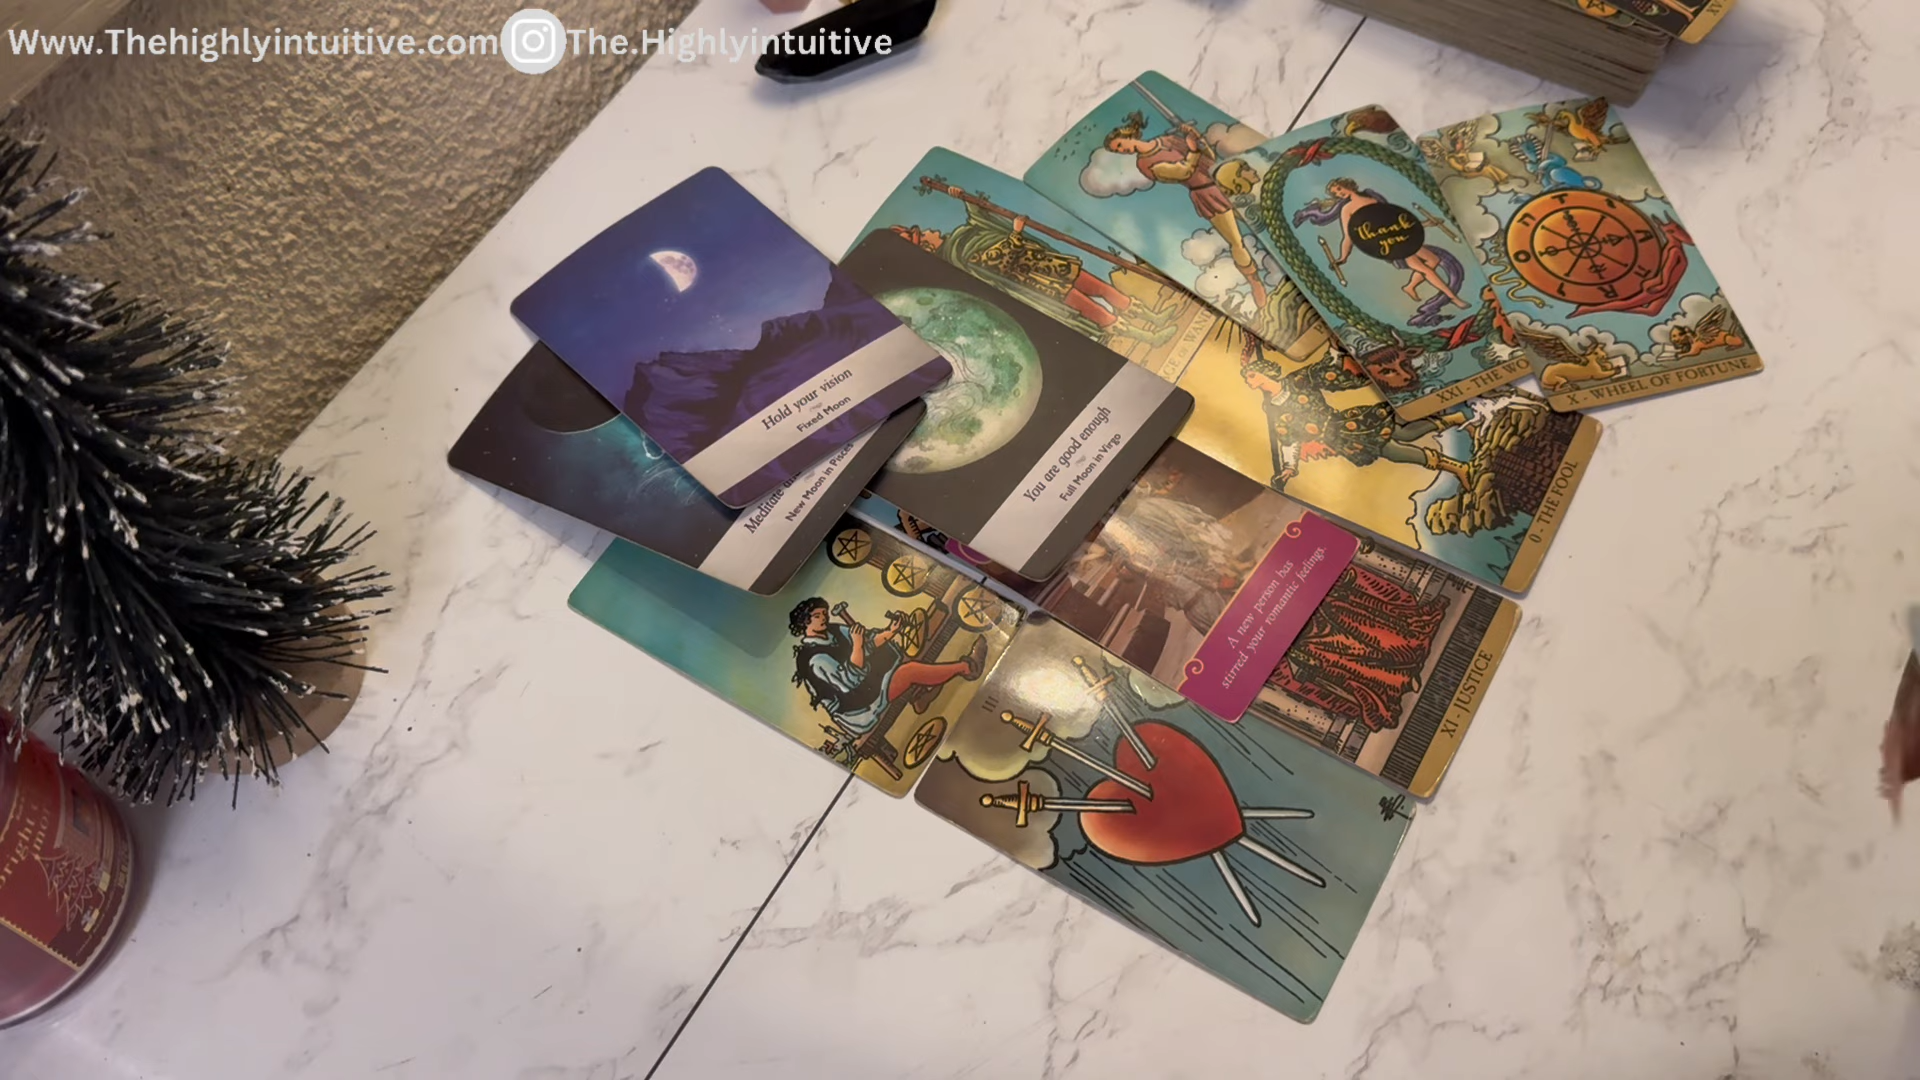 Www.Thehighlyintuitive.com The.Highlyintuitive
Thank
you
XXI - THE WO
X - WHEEL OF FORTUNE
Hold your vision
Fixed Moon
Meditate
New Moon in Pisces
You are good enough
Full Moon in Virgo
0 - THE FOOL
A new person has
stirred your romantic feelings.
XI - JUSTICE
III